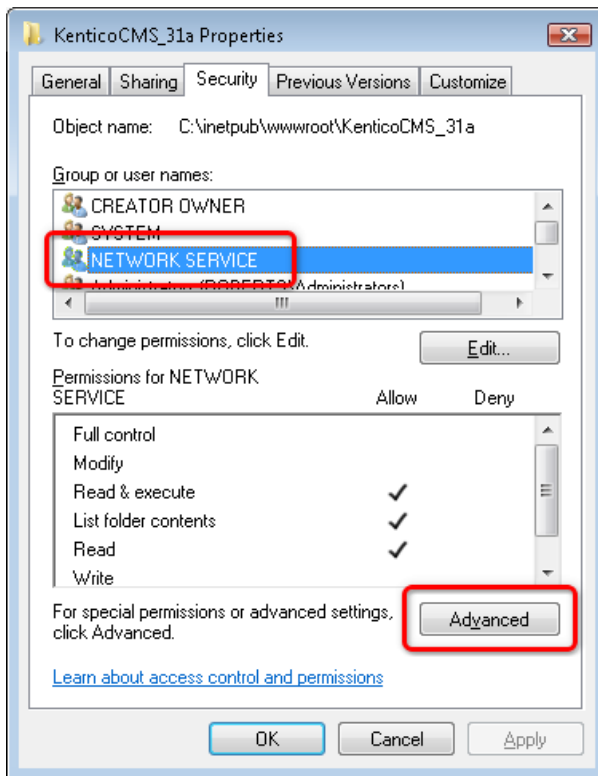 KenticoCMS_31a Properties
General Sharing Security Previous Versions Customize
Object name: C:\inetpub\wwwroot\KenticoCMS_31a
Group or user names:
CREATOR OWNER
SYSTEM
NETWORK SERVICE
Administrators (ROBERTS\Administrators)
To change permissions, click Edit.
Edit...
Permissions for NETWORK
SERVICE Allow Deny
Full control
Modify
Read & execute
List folder contents
Read
Write
For special permissions or advanced settings,
click Advanced.
Advanced
Learn about access control and permissions
OK Cancel Apply